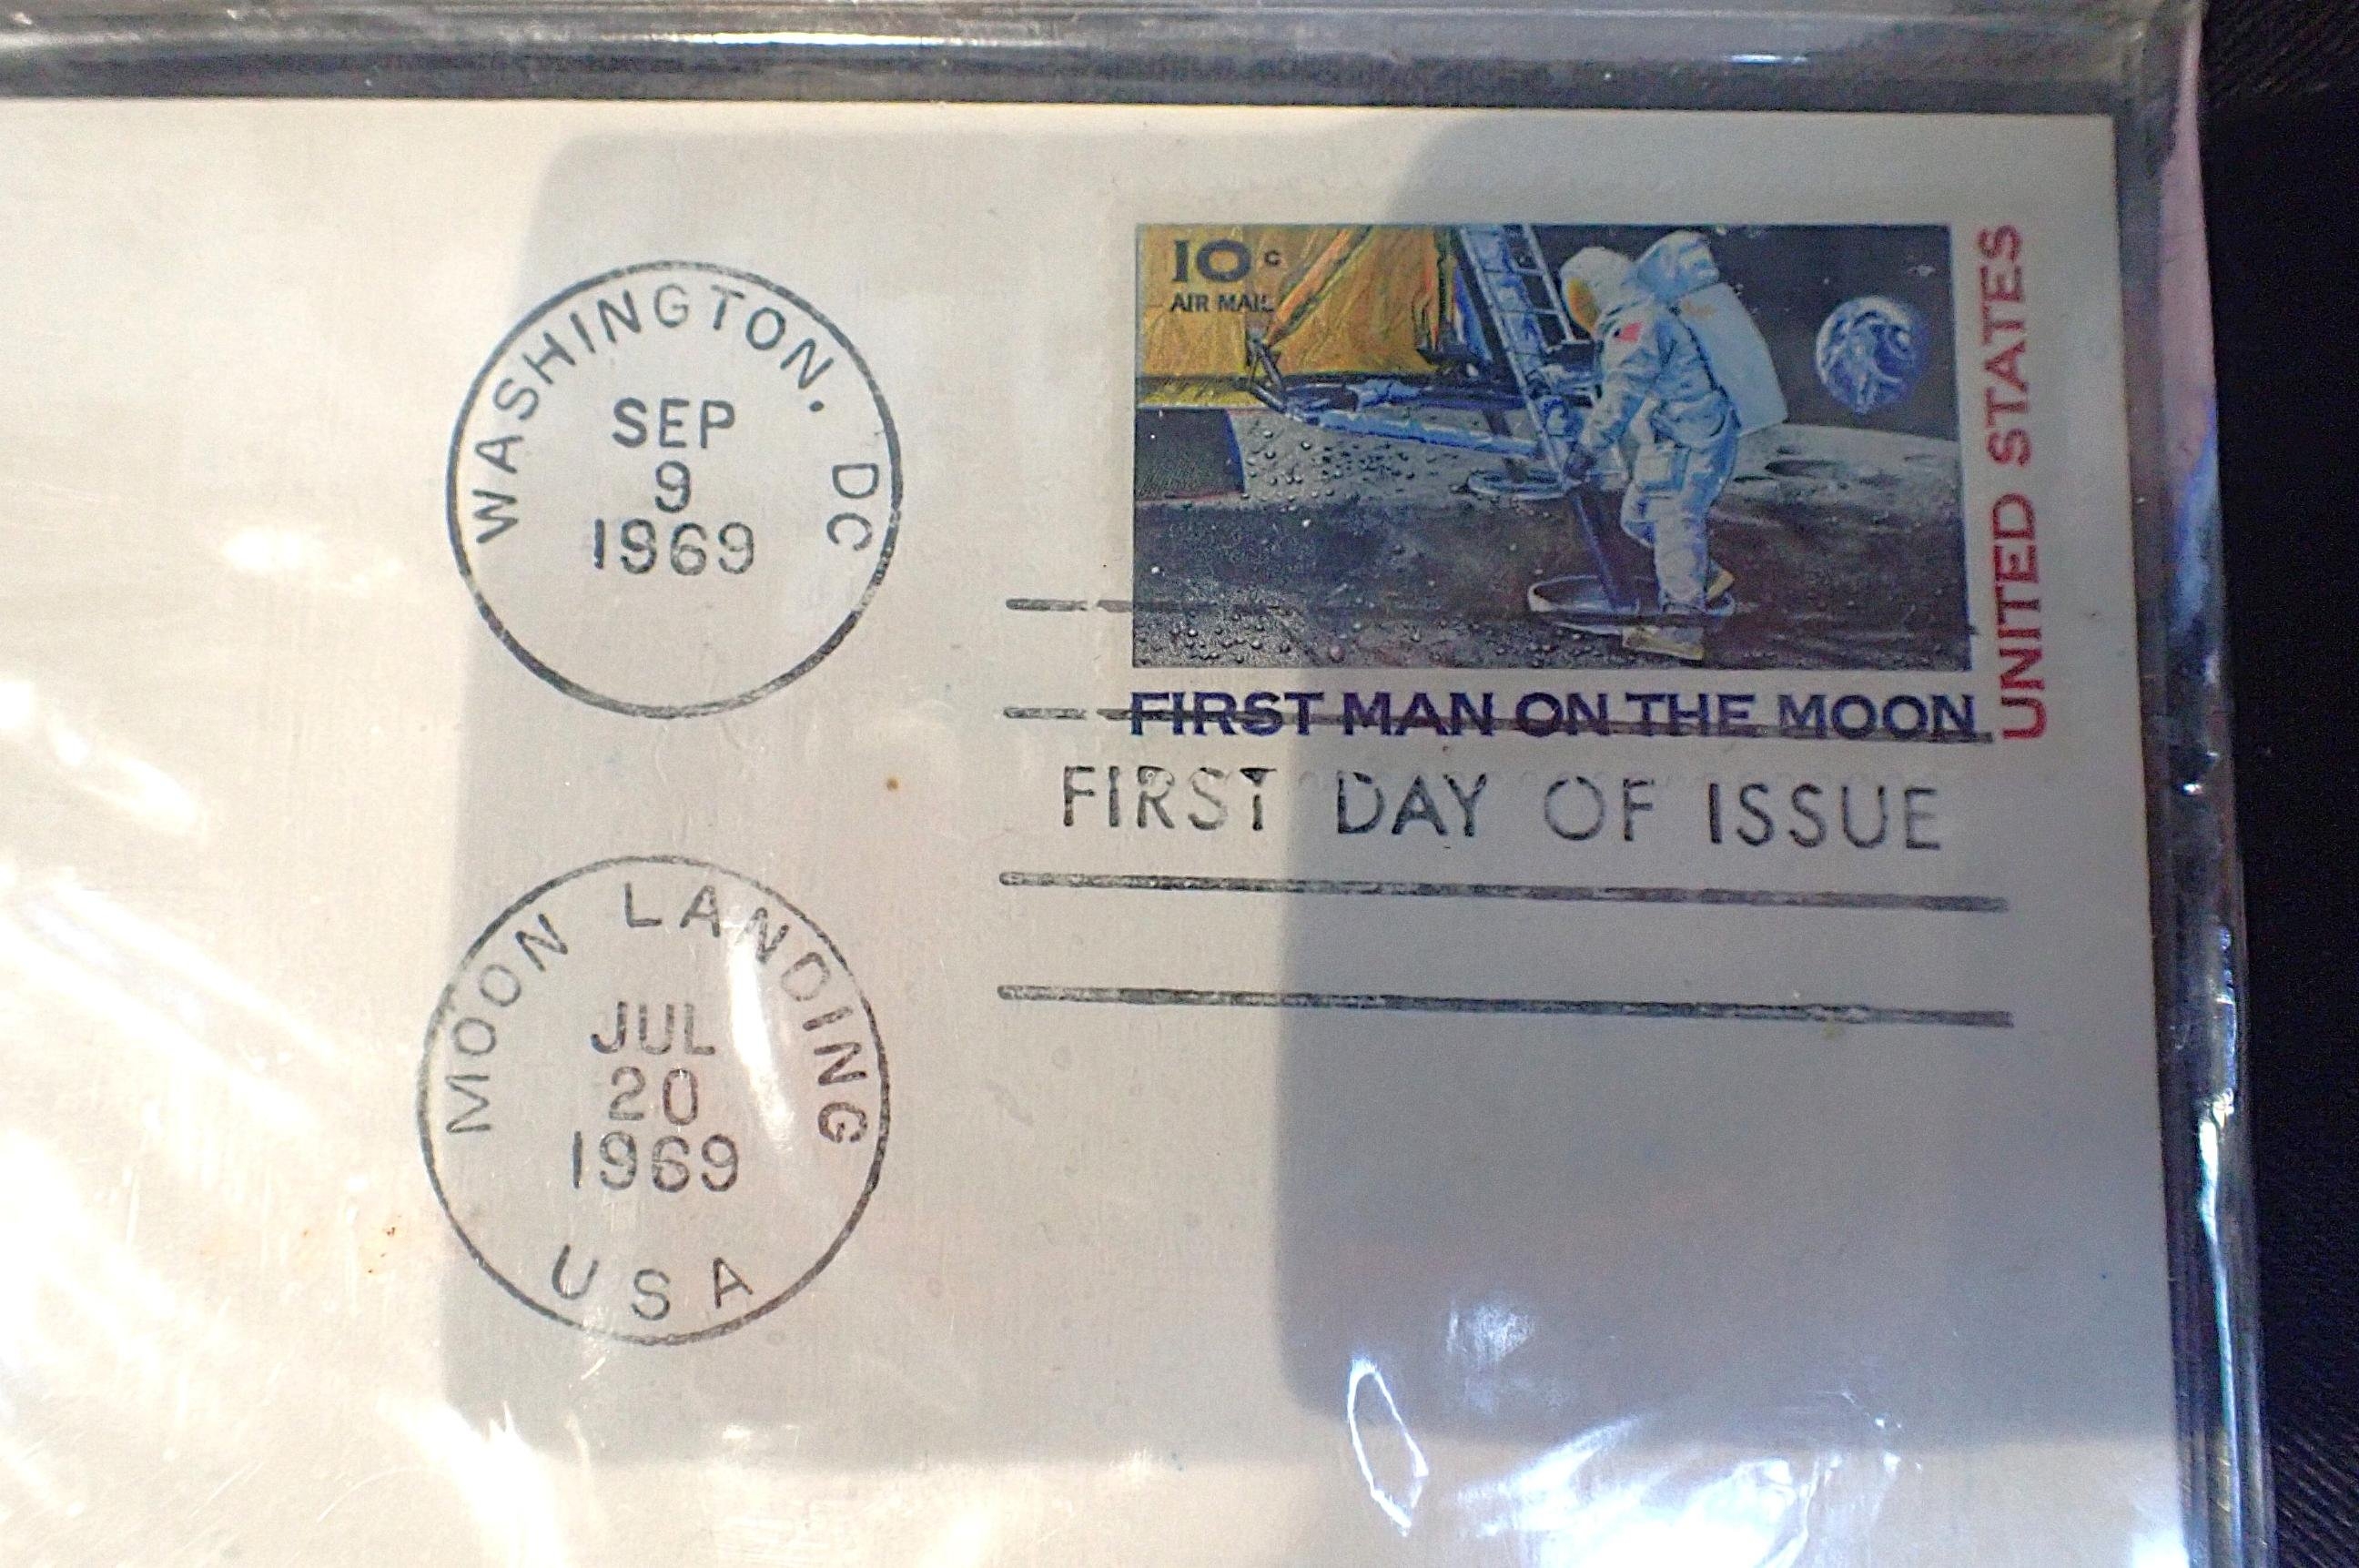 WASHINGTON. DC
SEP
9
1969
10c
AIR MAIL
UNITED STATES
FIRST MAN ON THE MOON
FIRST DAY OF ISSUE
MOON LANDING
JUL
20
1969
USA